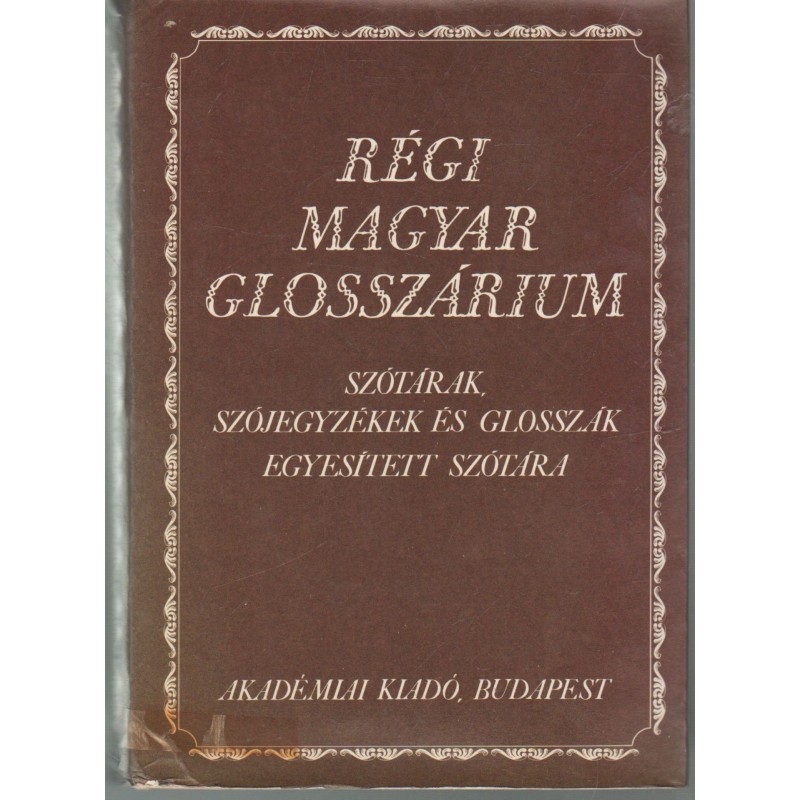 RÉGI
MAGYAR
GLOSSZÁRIUM
SZÓTÁRAK,
SZÓJEGYZÉKEK ÉS GLOSSZÁK
EGYESÍTETT SZÓTÁRA
AKADÉMIAI KIADÓ, BUDAPEST